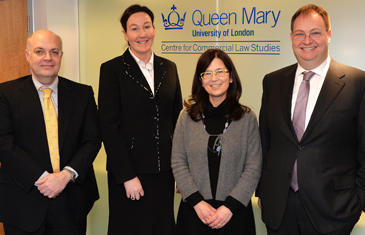 Queen Mary
University of London
Centre for Commercial Law Studies